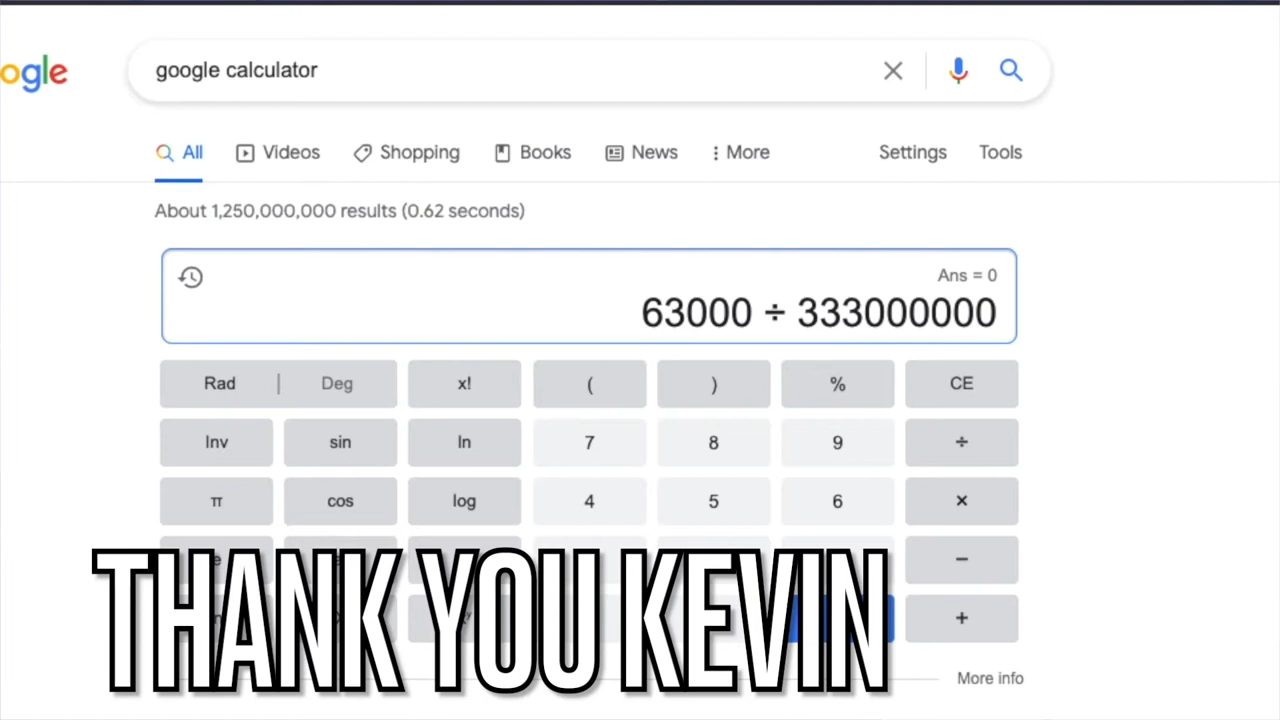 ogle
google calculator
All Videos Shopping Books News More Settings Tools
About 1,250,000,000 results (0.62 seconds)
Ans = 0
63000 ÷ 333000000
Rad | Deg x! ( ) % CE
Inv sin ln 7 8 9 ÷
π cos log 4 5 6 ×
e −
+
THANK YOU KEVIN
More info